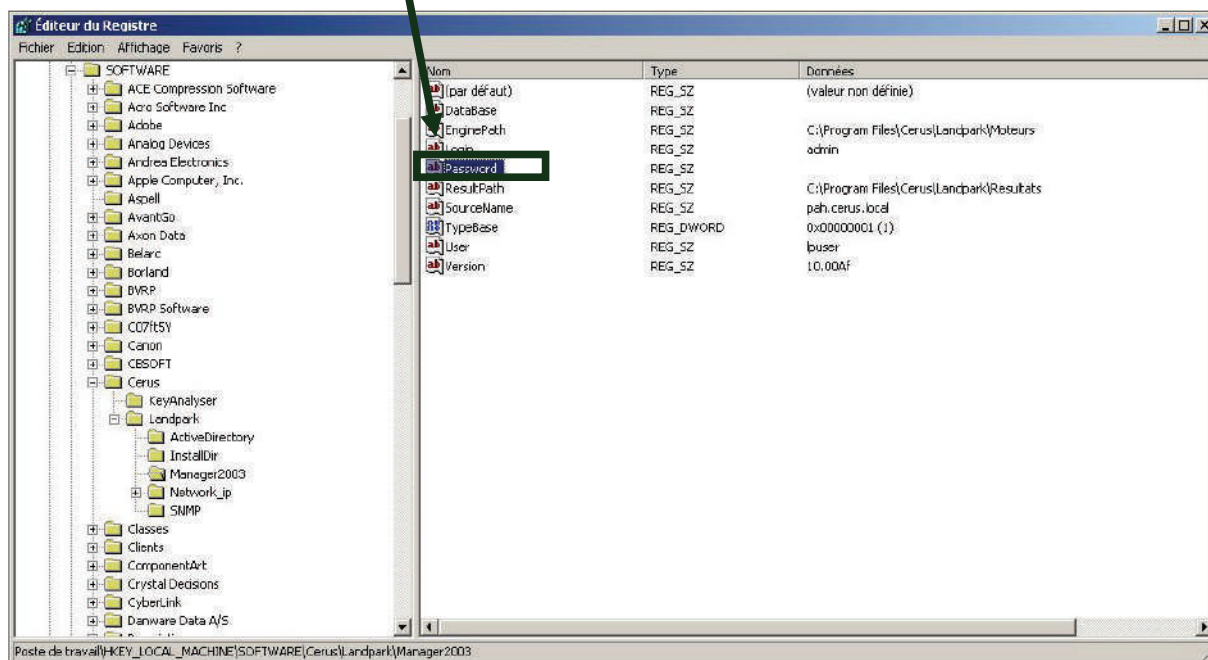 Éditeur du Registre
Fichier Edition Affichage Favoris ?
SOFTWARE
ACE Compression Software
Acro Software Inc
Adobe
Analog Devices
Andrea Electronics
Apple Computer, Inc.
Aspell
AvantGo
Axon Data
Belarc
Borland
BVRP
BVRP Software
C07ft5Y
Canon
CBSOFT
Cerus
KeyAnalyser
Landpark
ActiveDirectory
InstallDir
Manager2003
Network_ip
SNMP
Classes
Clients
ComponentArt
Crystal Decisions
CyberLink
Danware Data A/S
Nom Type Données
(par défaut) REG_SZ (valeur non définie)
DataBase REG_SZ
EnginePath REG_SZ C:\Program Files\Cerus\Landpark\Moteurs
Login REG_SZ admin
Password REG_SZ
ResultPath REG_SZ C:\Program Files\Cerus\Landpark\Resultats
SourceName REG_SZ pah.cerus.local
TypeBase REG_DWORD 0x00000001 (1)
User REG_SZ lpuser
Version REG_SZ 10.00Af
Poste de travail\HKEY_LOCAL_MACHINE\SOFTWARE\Cerus\Landpark\Manager2003